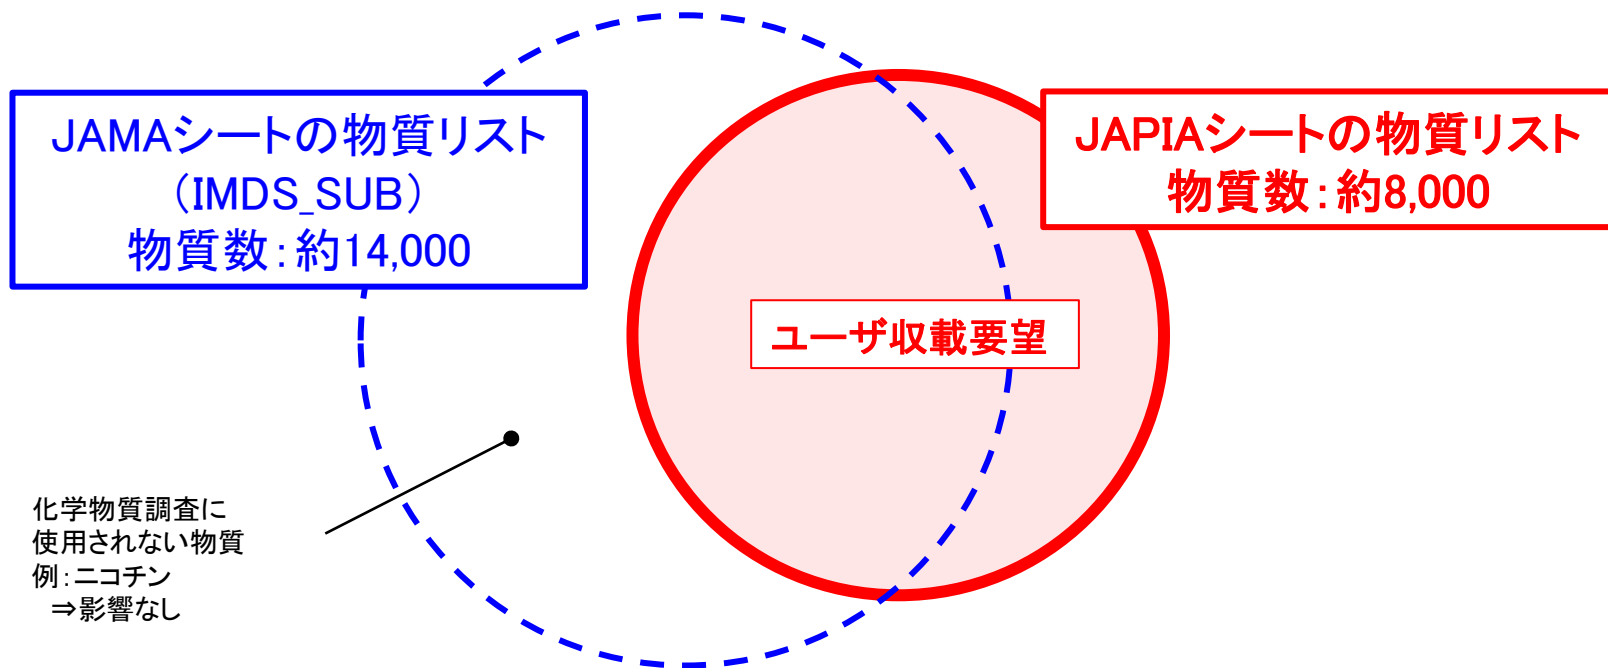 JAMAシートの物質リスト
（IMDS_SUB）
物質数：約14,000
JAPIAシートの物質リスト
物質数：約8,000
ユーザ収載要望
化学物質調査に
使用されない物質
例：ニコチン
⇒影響なし